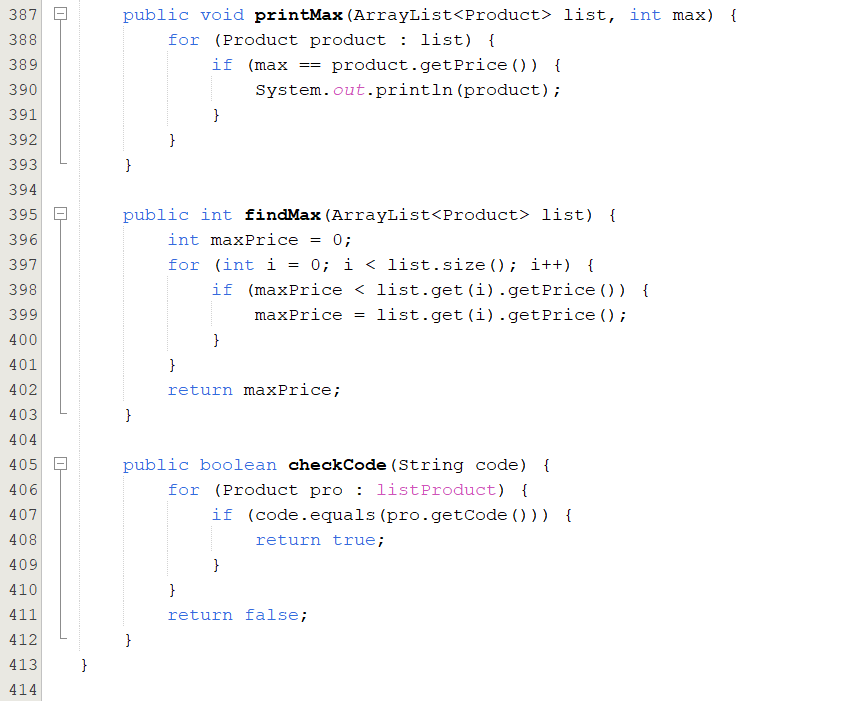 387 public void printMax(ArrayList<Product> list, int max) {
388 for (Product product : list) {
389 if (max == product.getPrice()) {
390 System.out.println(product);
391 }
392 }
393 }
394
395 public int findMax(ArrayList<Product> list) {
396 int maxPrice = 0;
397 for (int i = 0; i < list.size(); i++) {
398 if (maxPrice < list.get(i).getPrice()) {
399 maxPrice = list.get(i).getPrice();
400 }
401 }
402 return maxPrice;
403 }
404
405 public boolean checkCode(String code) {
406 for (Product pro : listProduct) {
407 if (code.equals(pro.getCode())) {
408 return true;
409 }
410 }
411 return false;
412 }
413 }
414